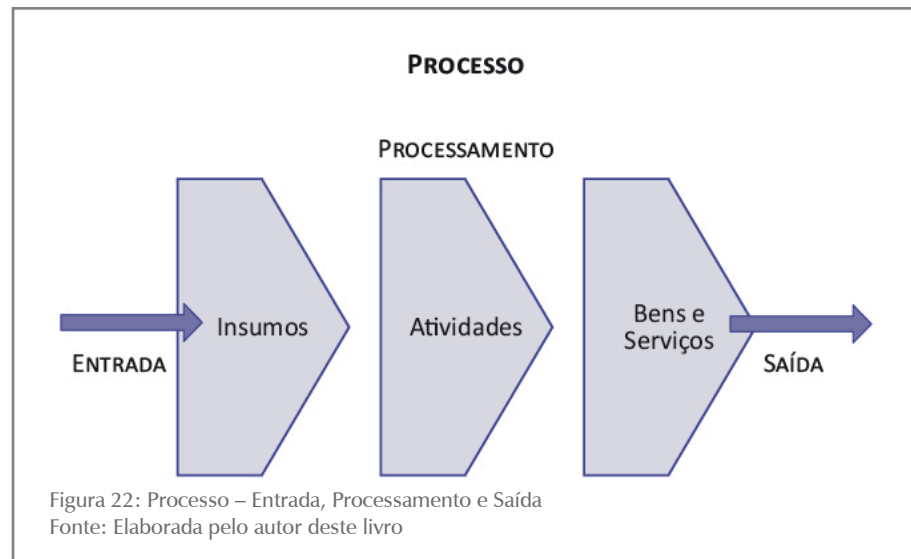 PROCESSO
PROCESSAMENTO
Insumos
Atividades
Bens e
Serviços
ENTRADA
SAÍDA
Figura 22: Processo – Entrada, Processamento e Saída
Fonte: Elaborada pelo autor deste livro